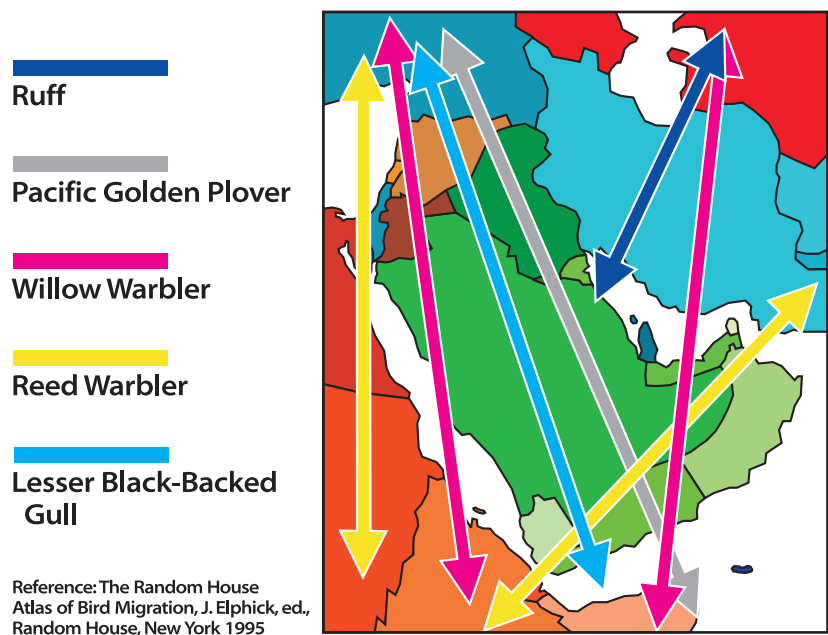 Ruff
Pacific Golden Plover
Willow Warbler
Reed Warbler
Lesser Black-Backed
Gull
Reference: The Random House
Atlas of Bird Migration, J. Elphick, ed.,
Random House, New York 1995